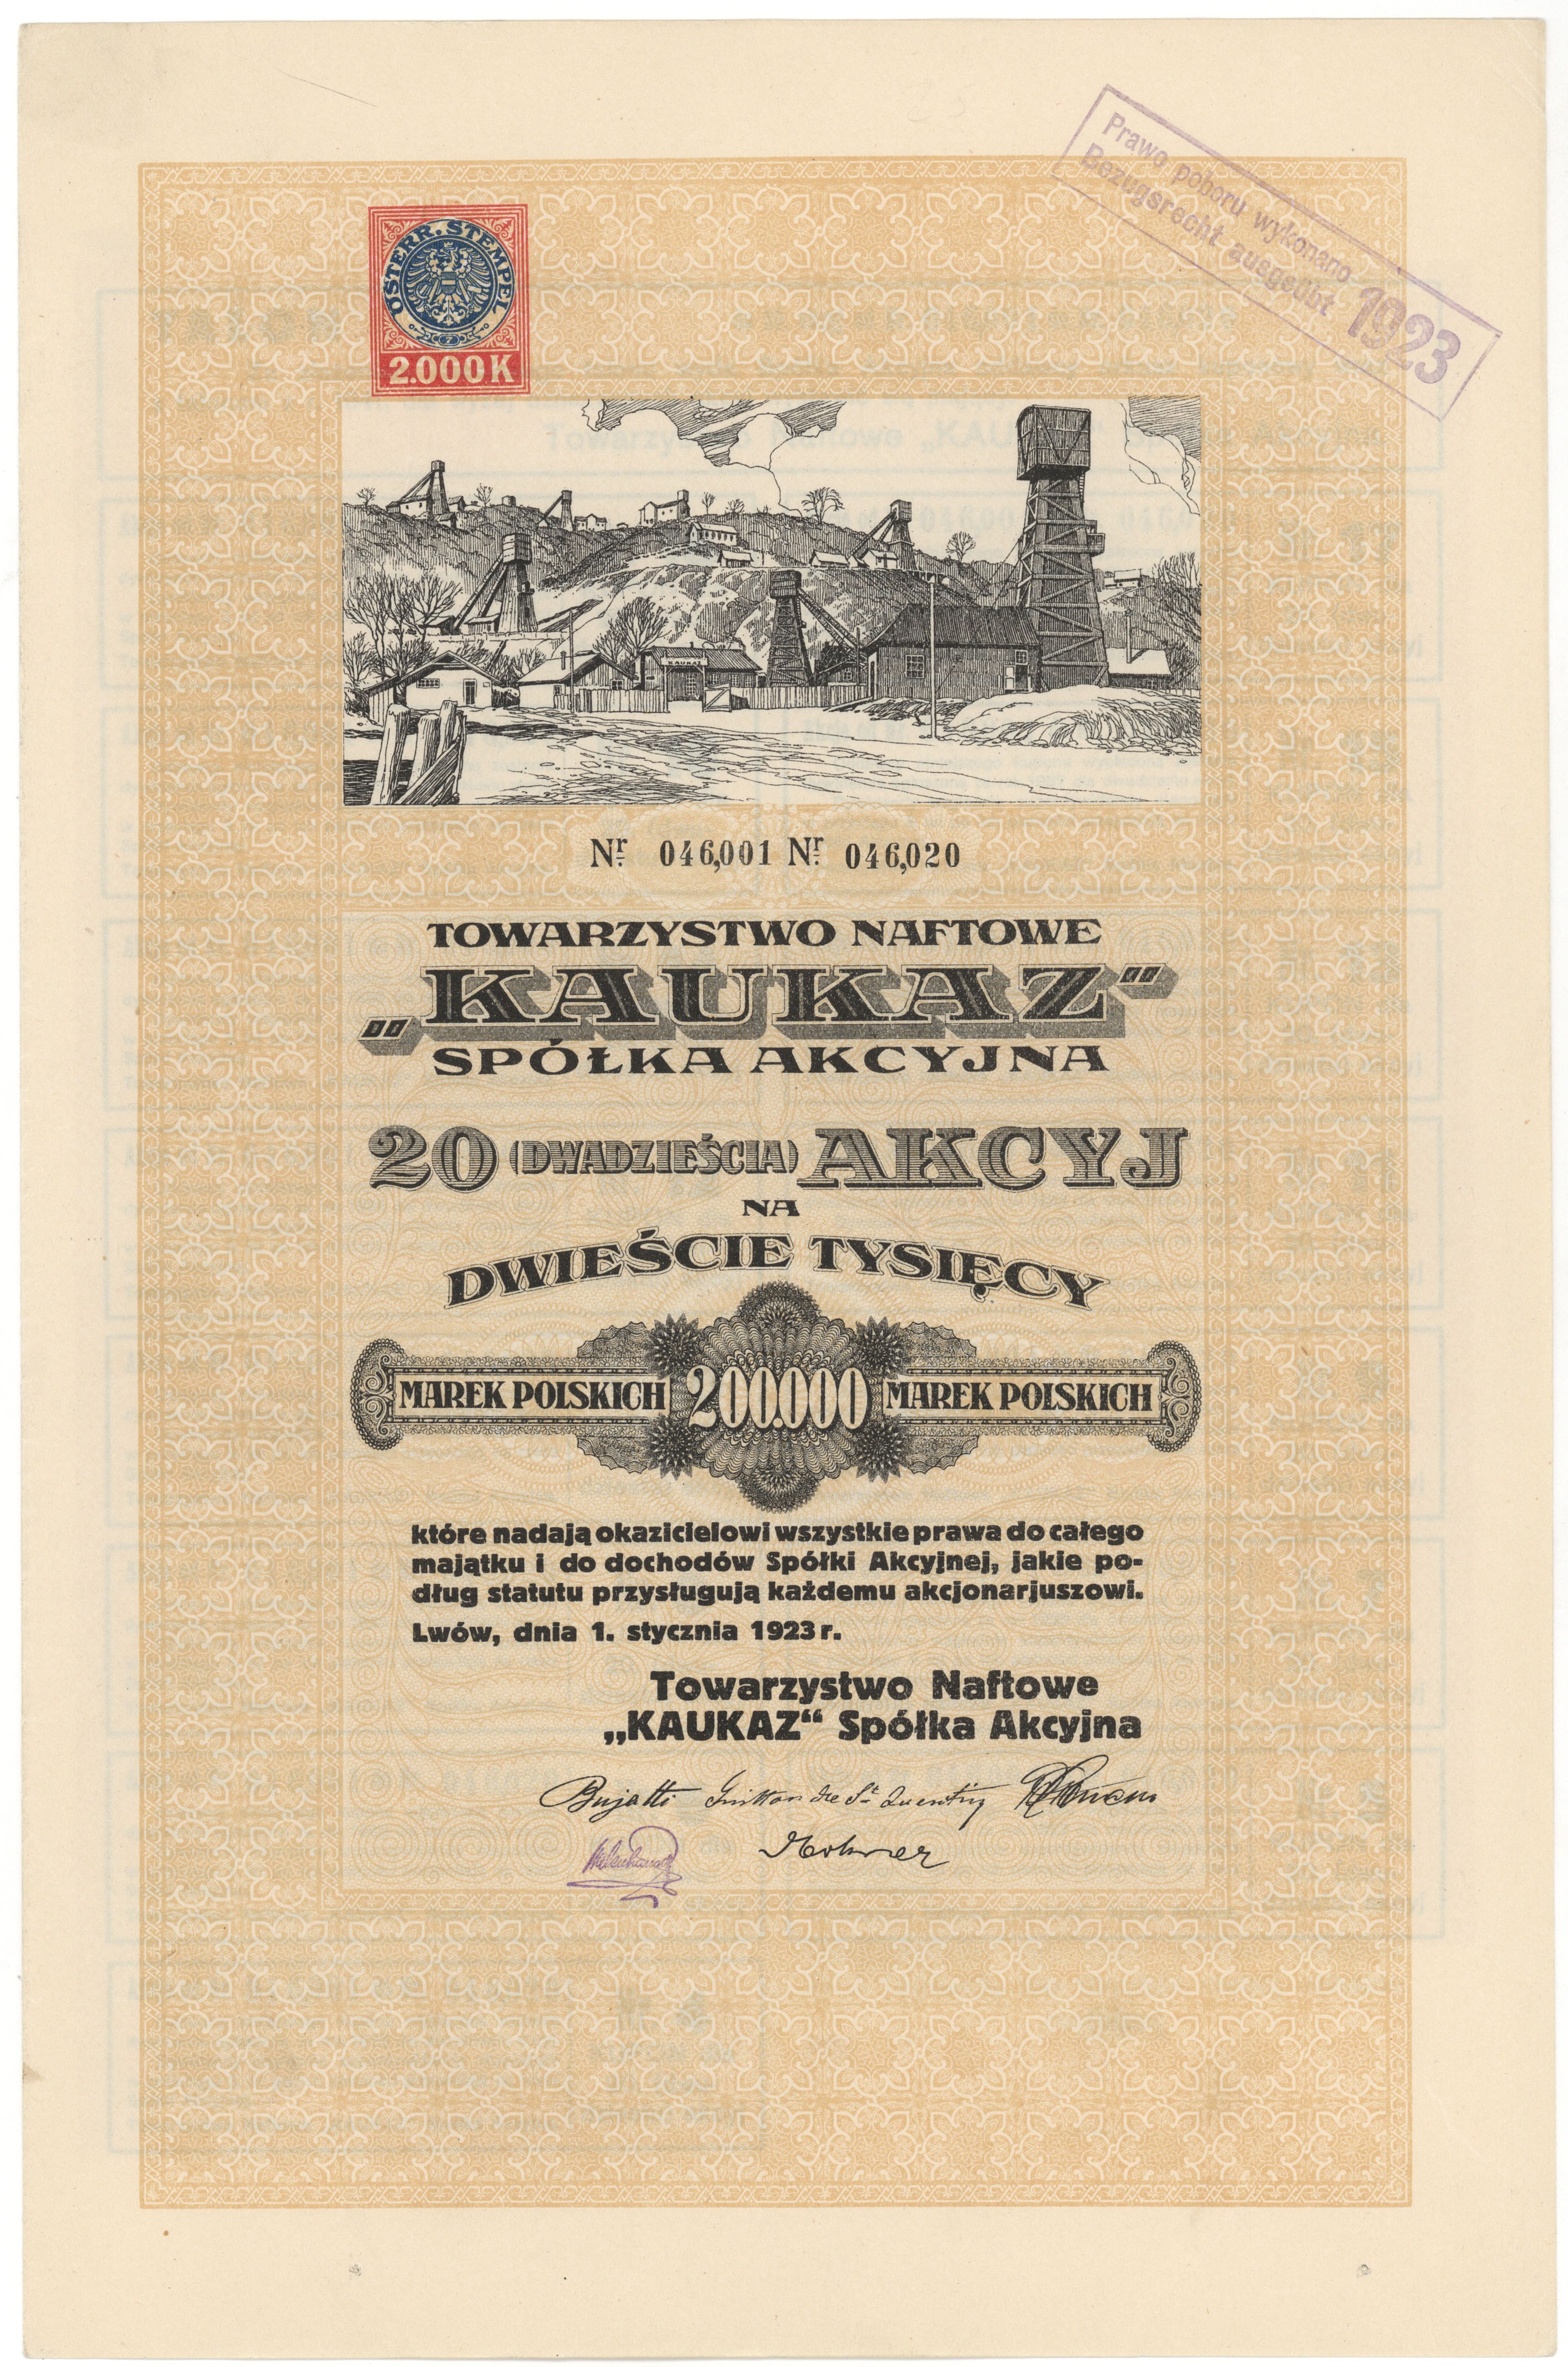 Prawo poboru wykonano
Bezugsrecht ausgeübt 1923
ÖSTERR. STEMPEL
2.000 K
KAUKAZ
Nr. 046,001 Nr. 046,020
TOWARZYSTWO NAFTOWE
„KAUKAZ"
SPÓŁKA AKCYJNA
20 (DWADZIEŚCIA) AKCYJ
NA
DWIEŚCIE TYSIĘCY
MAREK POLSKICH 200.000 MAREK POLSKICH
które nadają okazicielowi wszystkie prawa do całego
majątku i do dochodów Spółki Akcyjnej, jakie po-
dług statutu przysługują każdemu akcjonarjuszowi.
Lwów, dnia 1. stycznia 1923 r.
Towarzystwo Naftowe
„KAUKAZ“ Spółka Akcyjna
Bujatti